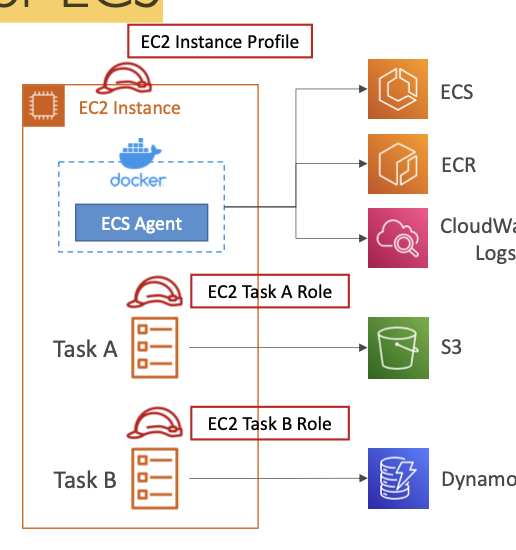 ECS
EC2 Instance Profile
EC2 Instance
docker
ECS Agent
ECS
ECR
CloudWa
Logs
EC2 Task A Role
Task A
S3
EC2 Task B Role
Task B
Dynamo